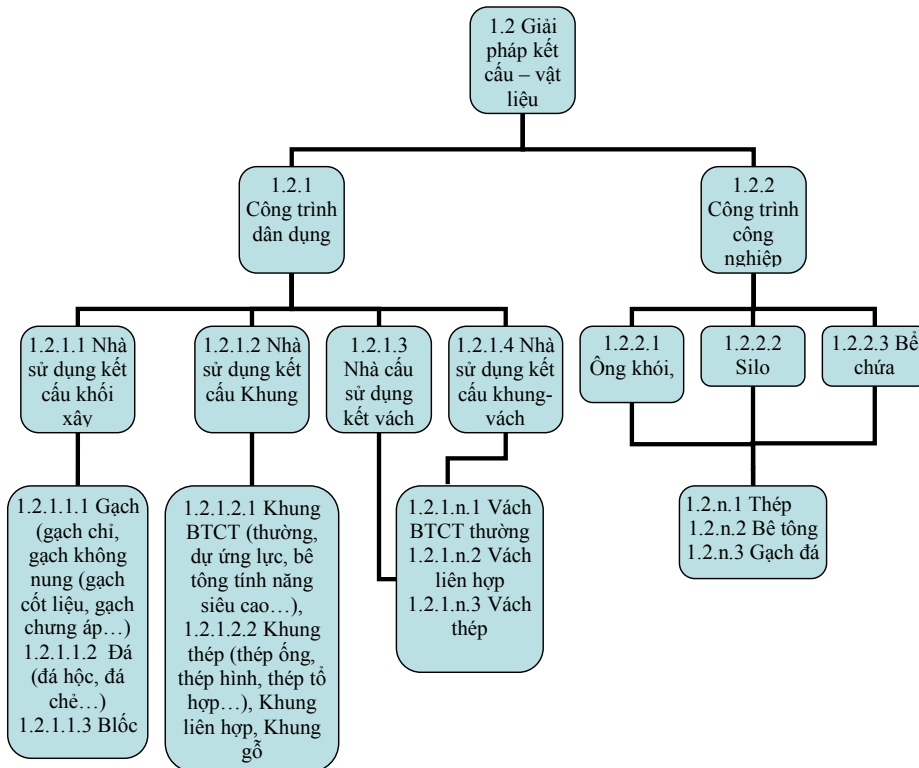 1.2 Giải
pháp kết
cấu – vật
liệu
1.2.1
Công trình
dân dụng
1.2.2
Công trình
công
nghiệp
1.2.1.1 Nhà
sử dụng kết
cấu khối
xây
1.2.1.2 Nhà
sử dụng kết
cấu Khung
1.2.1.3
Nhà cấu
sử dụng
kết vách
1.2.1.4 Nhà
sử dụng kết
cấu khung-
vách
1.2.2.1
Ông khói,
1.2.2.2
Silo
1.2.2.3 Bể
chứa
1.2.1.1.1 Gạch
(gạch chỉ,
gạch không
nung (gạch
cốt liệu, gạch
chưng áp…)
1.2.1.1.2 Đá
(đá hộc, đá
chẻ…)
1.2.1.1.3 Blốc
1.2.1.2.1 Khung
BTCT (thường,
dự ứng lực, bê
tông tính năng
siêu cao…),
1.2.1.2.2 Khung
thép (thép ống,
thép hình, thép tổ
hợp…), Khung
liên hợp, Khung
gỗ
1.2.1.n.1 Vách
BTCT thường
1.2.1.n.2 Vách
liên hợp
1.2.1.n.3 Vách
thép
1.2.n.1 Thép
1.2.n.2 Bê tông
1.2.n.3 Gạch đá